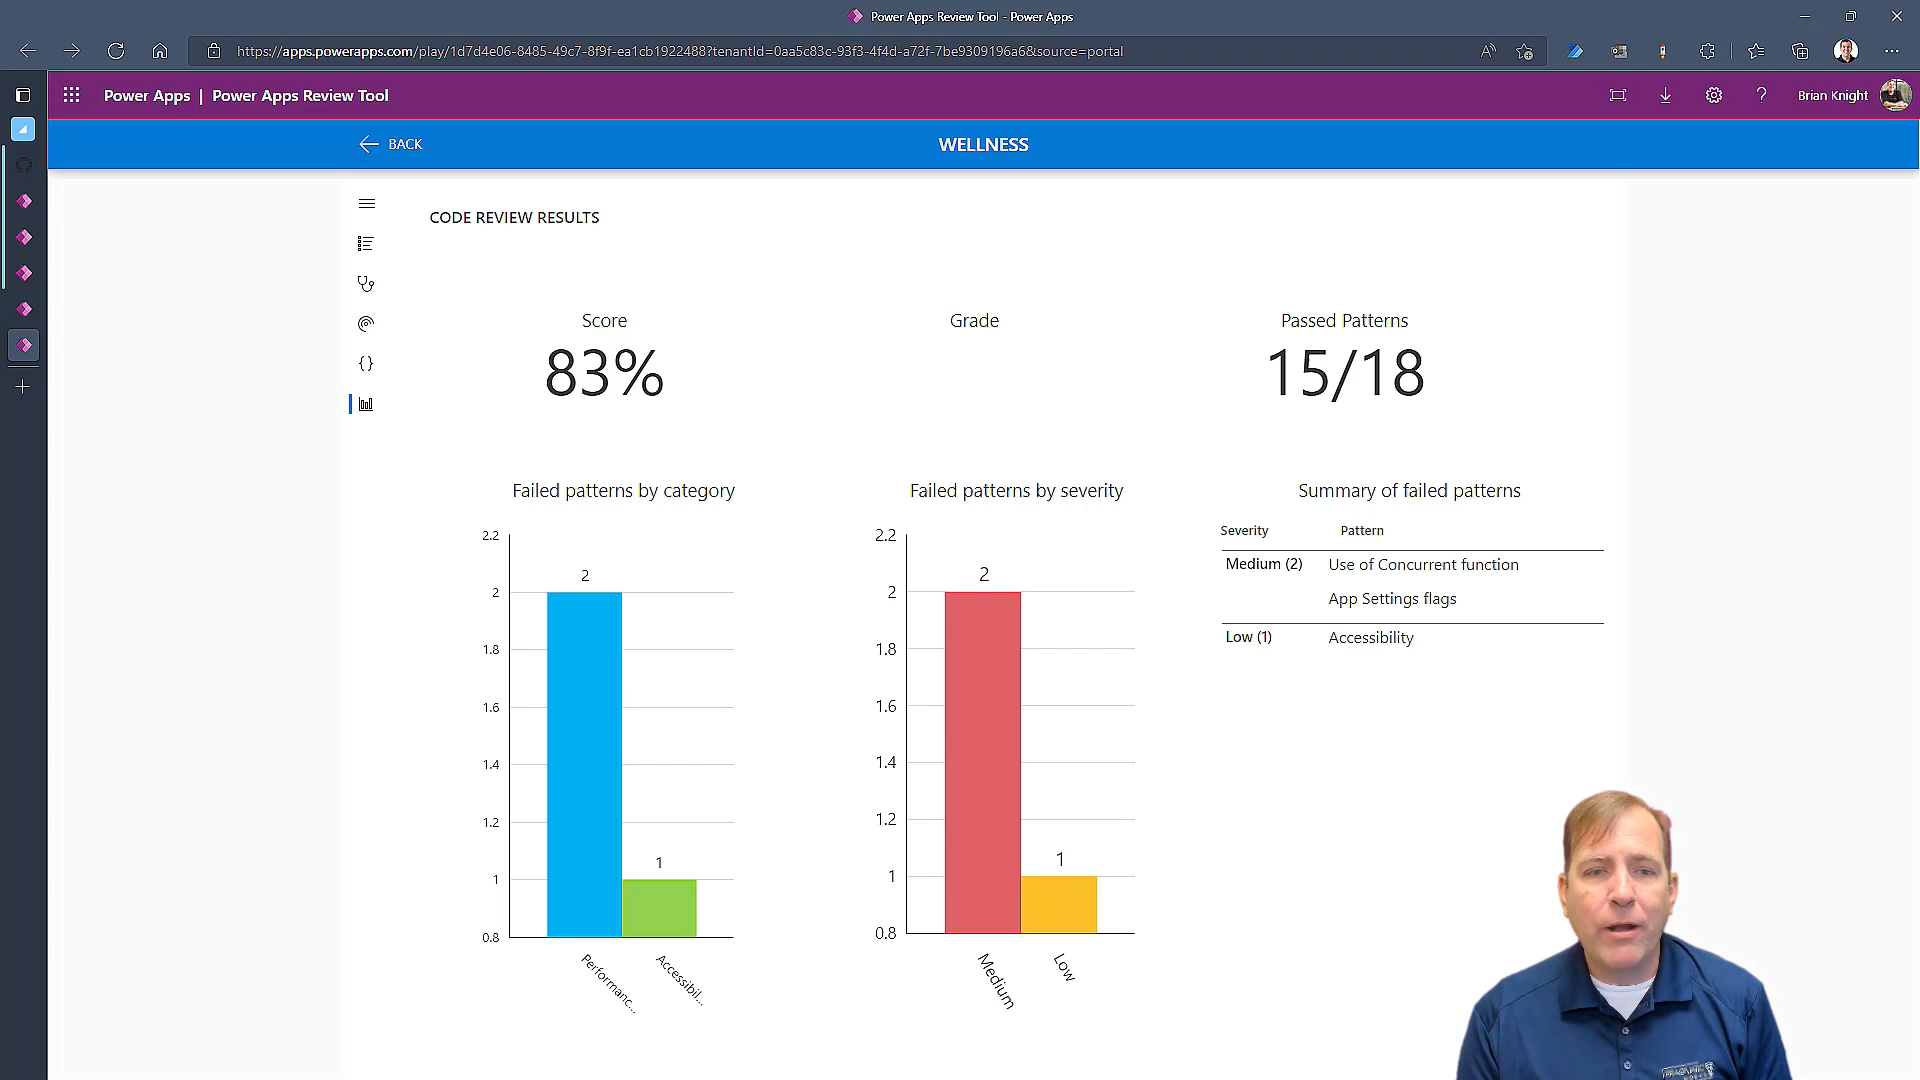 Power Apps Review Tool - Power Apps
https://apps.powerapps.com/play/1d7d4e06-8485-49c7-8f9f-ea1cb1922488?tenantId=0aa5c83c-93f3-4f4d-a72f-7be9309196a6&source=portal
Power Apps | Power Apps Review Tool
Brian Knight
BACK
WELLNESS
CODE REVIEW RESULTS
Score
Grade
Passed Patterns
83%
15/18
Failed patterns by category
Failed patterns by severity
Summary of failed patterns
2.2
2
1.8
1.6
1.4
1.2
1
0.8
2
1
Performanc...
Accessibil...
2.2
2
1.8
1.6
1.4
1.2
1
0.8
2
1
Medium
Low
Severity Pattern
Medium (2) Use of Concurrent function
App Settings flags
Low (1) Accessibility